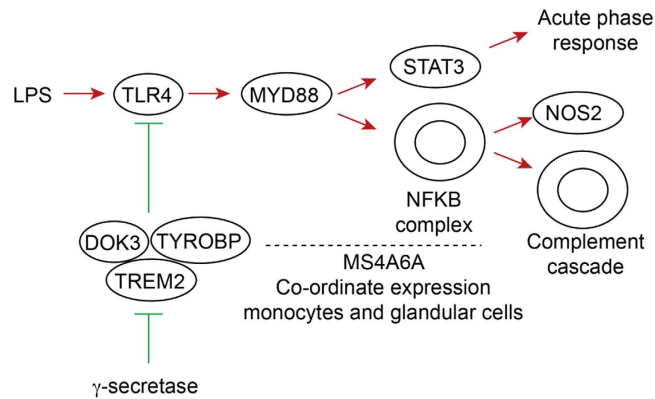 Acute phase
response
STAT3
LPS
TLR4
MYD88
NOS2
NFKB
complex
DOK3
TYROBP
TREM2
Complement
cascade
MS4A6A
Co-ordinate expression
monocytes and glandular cells
γ-secretase